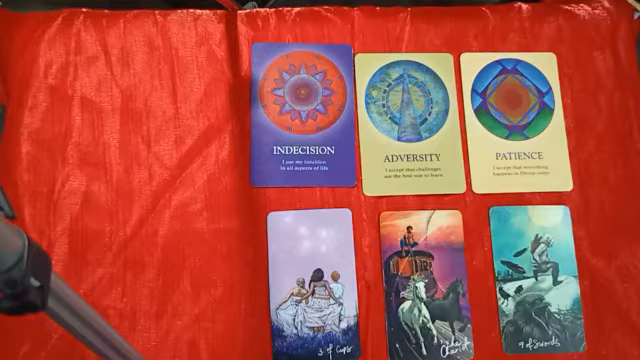 INDECISION
I use my intuition
in all aspects of life
ADVERSITY
I accept that challenges
are the best way to learn
PATIENCE
I accept that everything
happens in Divine order
3 of Cups
The
Chariot
9 of Swords